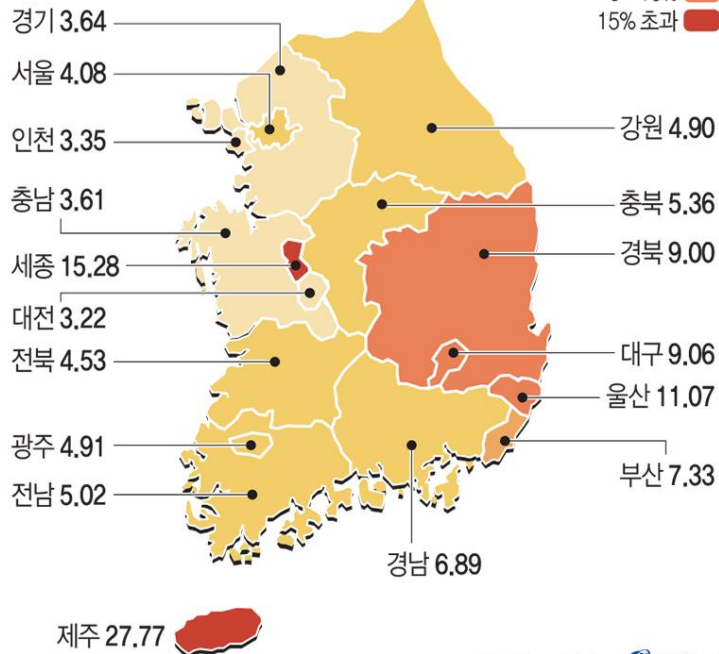 15% 초과
경기 3.64
서울 4.08
인천 3.35
충남 3.61
세종 15.28
대전 3.22
전북 4.53
광주 4.91
전남 5.02
제주 27.77
강원 4.90
충북 5.36
경북 9.00
대구 9.06
울산 11.07
부산 7.33
경남 6.89